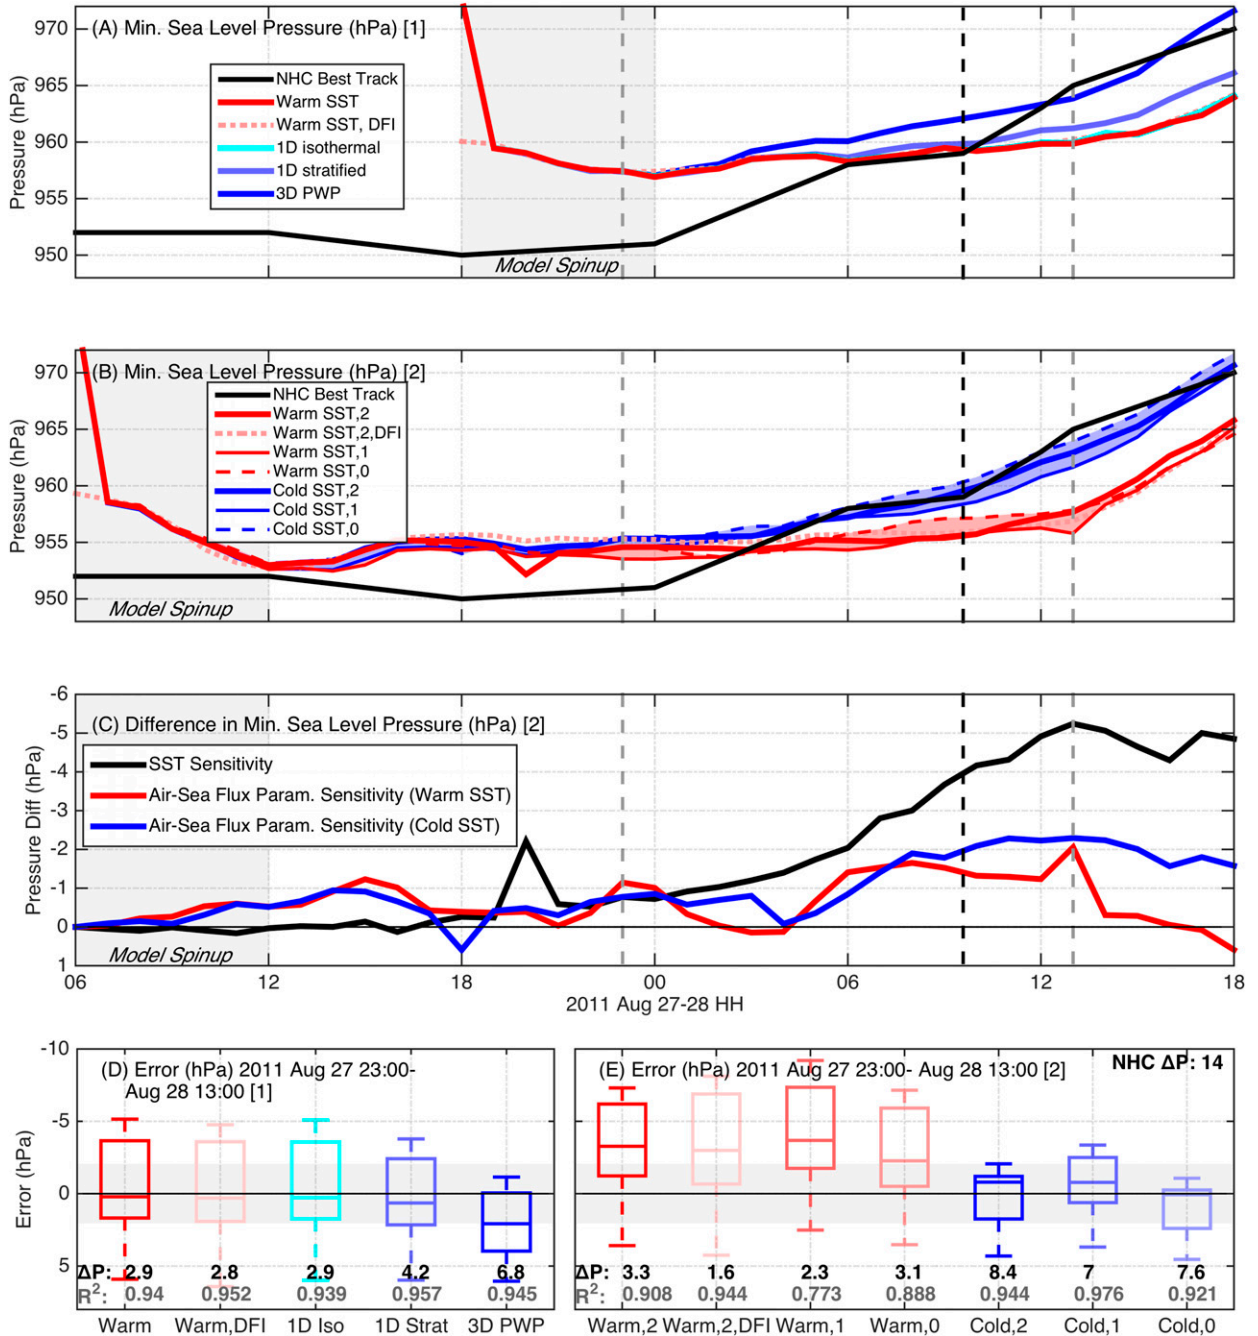 (A) Min. Sea Level Pressure (hPa) [1]
NHC Best Track
Warm SST
Warm SST, DFI
1D isothermal
1D stratified
3D PWP
Model Spinup
Pressure (hPa)
970
965
960
955
950
(B) Min. Sea Level Pressure (hPa) [2]
NHC Best Track
Warm SST,2
Warm SST,2,DFI
Warm SST,1
Warm SST,0
Cold SST,2
Cold SST,1
Cold SST,0
Model Spinup
Pressure (hPa)
970
965
960
955
950
(C) Difference in Min. Sea Level Pressure (hPa) [2]
SST Sensitivity
Air-Sea Flux Param. Sensitivity (Warm SST)
Air-Sea Flux Param. Sensitivity (Cold SST)
Model Spinup
Pressure Diff (hPa)
-6
-5
-4
-3
-2
-1
0
1
06 12 18 00 06 12 18
2011 Aug 27-28 HH
(D) Error (hPa) 2011 Aug 27 23:00-
Aug 28 13:00 [1]
Error (hPa)
-10
-5
0
5
ΔP: 2.9 2.8 2.9 4.2 6.8
R²: 0.94 0.952 0.939 0.957 0.945
Warm Warm,DFI 1D Iso 1D Strat 3D PWP
(E) Error (hPa) 2011 Aug 27 23:00- Aug 28 13:00 [2]
NHC ΔP: 14
ΔP: 3.3 1.6 2.3 3.1 8.4 7 7.6
R²: 0.908 0.944 0.773 0.888 0.944 0.976 0.921
Warm,2 Warm,2,DFI Warm,1 Warm,0 Cold,2 Cold,1 Cold,0